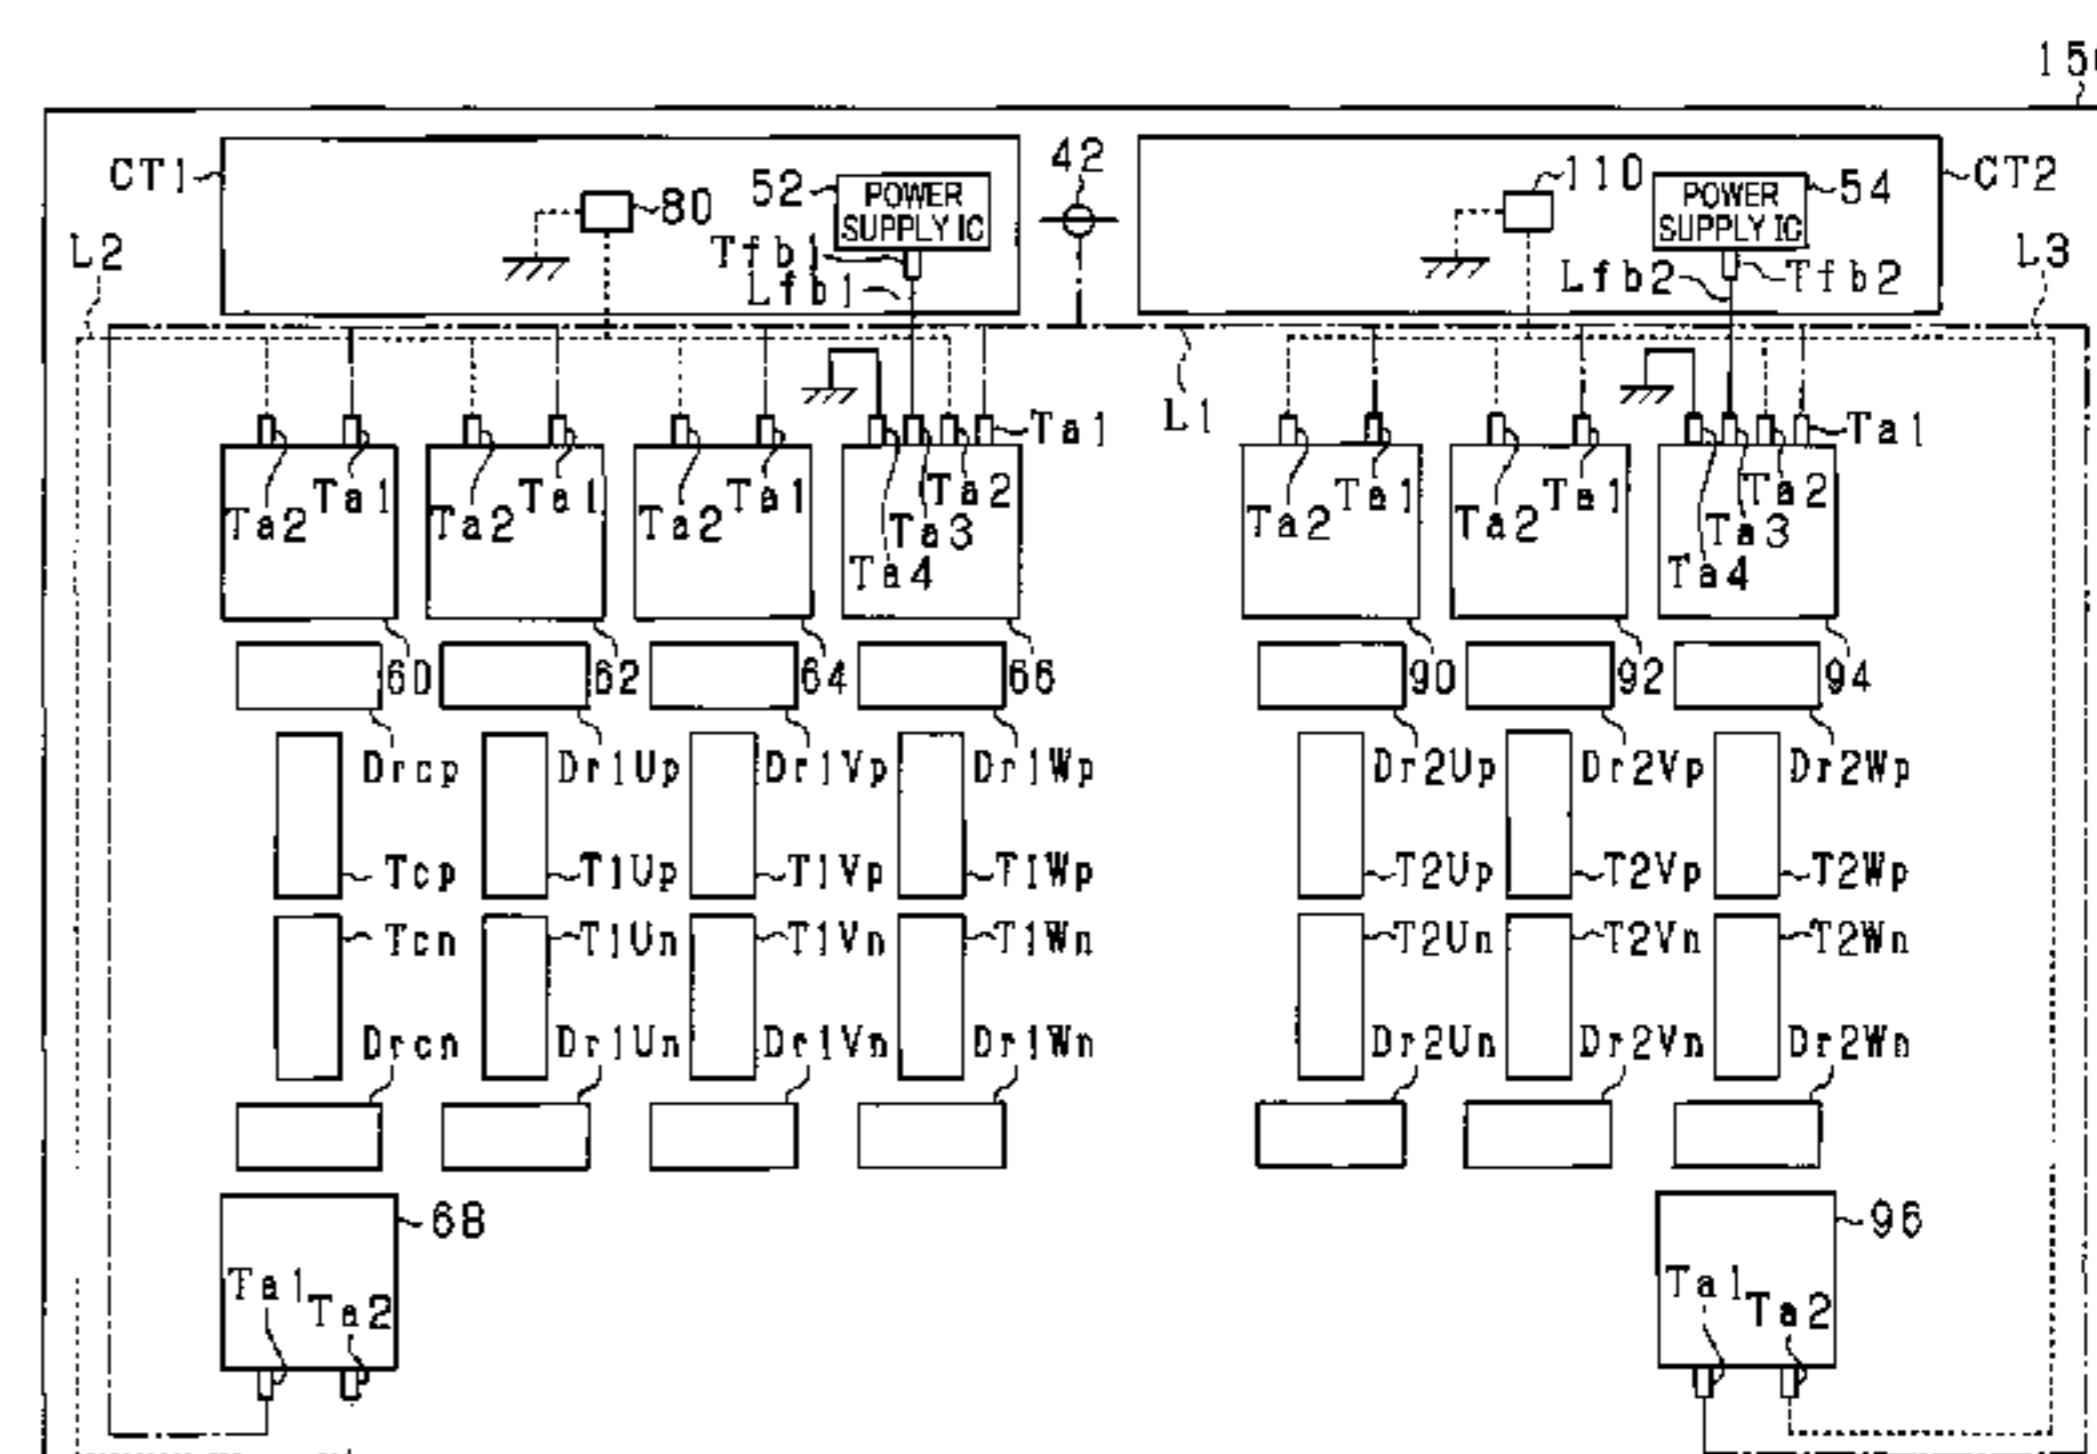 CT1
52
POWER
SUPPLY IC
42
110
POWER
SUPPLY IC
54
CT2
80
L2
Tfb1
Lfb1
Lfb2
Tfb2
L3
L1
Ta1
Ta1
Ta2
Ta1
Ta2
Ta1
Ta2
Ta1
Ta2
Ta3
Ta4
Ta2
Ta1
Ta2
Ta1
Ta2
Ta3
Ta4
60
62
64
66
90
92
94
Drcp
Dr1Up
Dr1Vp
Dr1Wp
Dr2Up
Dr2Vp
Dr2Wp
Tcp
T1Up
T1Vp
T1Wp
T2Up
T2Vp
T2Wp
Tcn
T1Un
T1Vn
T1Wn
T2Un
T2Vn
T2Wn
Drcn
Dr1Un
Dr1Vn
Dr1Wn
Dr2Un
Dr2Vn
Dr2Wn
68
96
Ta1
Ta2
Ta1
Ta2